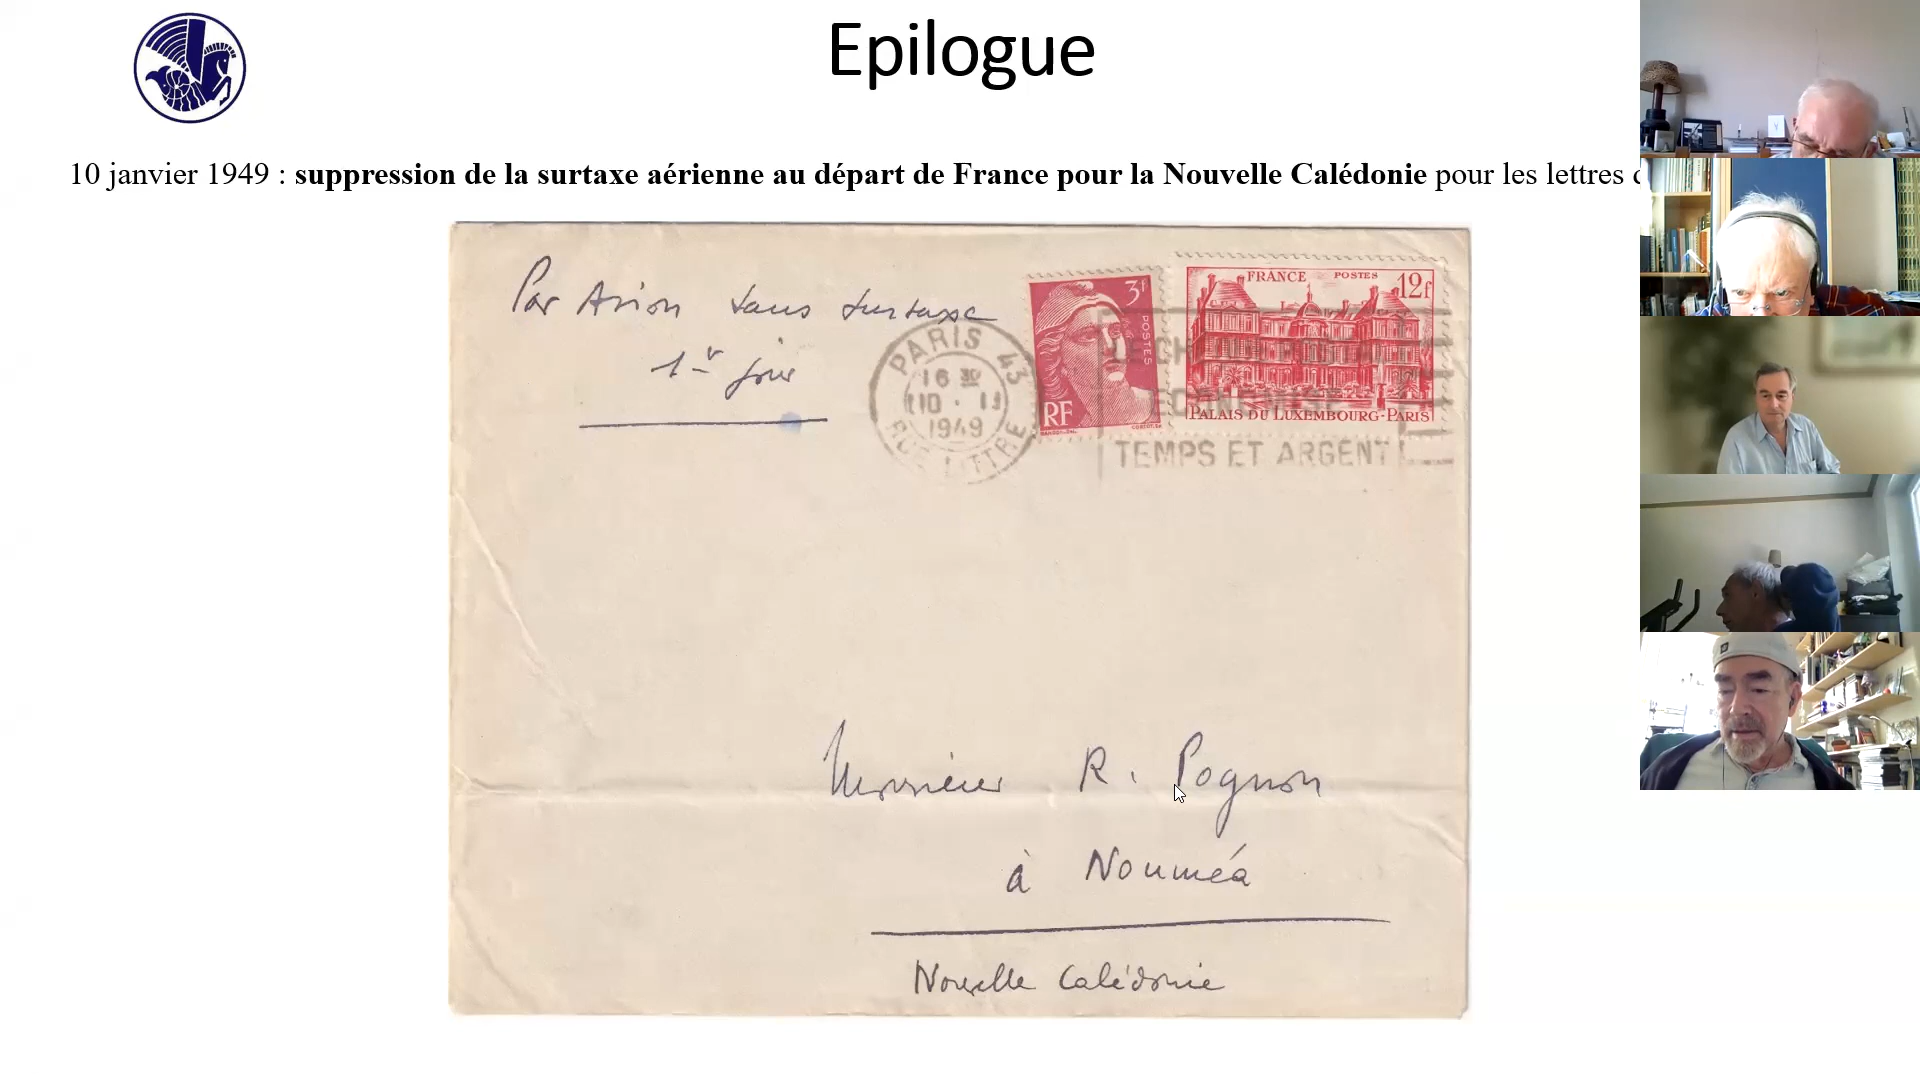 Epilogue
10 janvier 1949 : suppression de la surtaxe aérienne au départ de France pour la Nouvelle Calédonie pour les lettres
Par Avion sans surtaxe
1er jour
PARIS 43
16 30
10 - 1
1949
RUE LITTRE
3f
POSTES
RF
FRANCE POSTES 12f
PALAIS DU LUXEMBOURG-PARIS
TEMPS ET ARGENT
Monsieur R. Pognon
à Nouméa
Nouvelle Calédonie